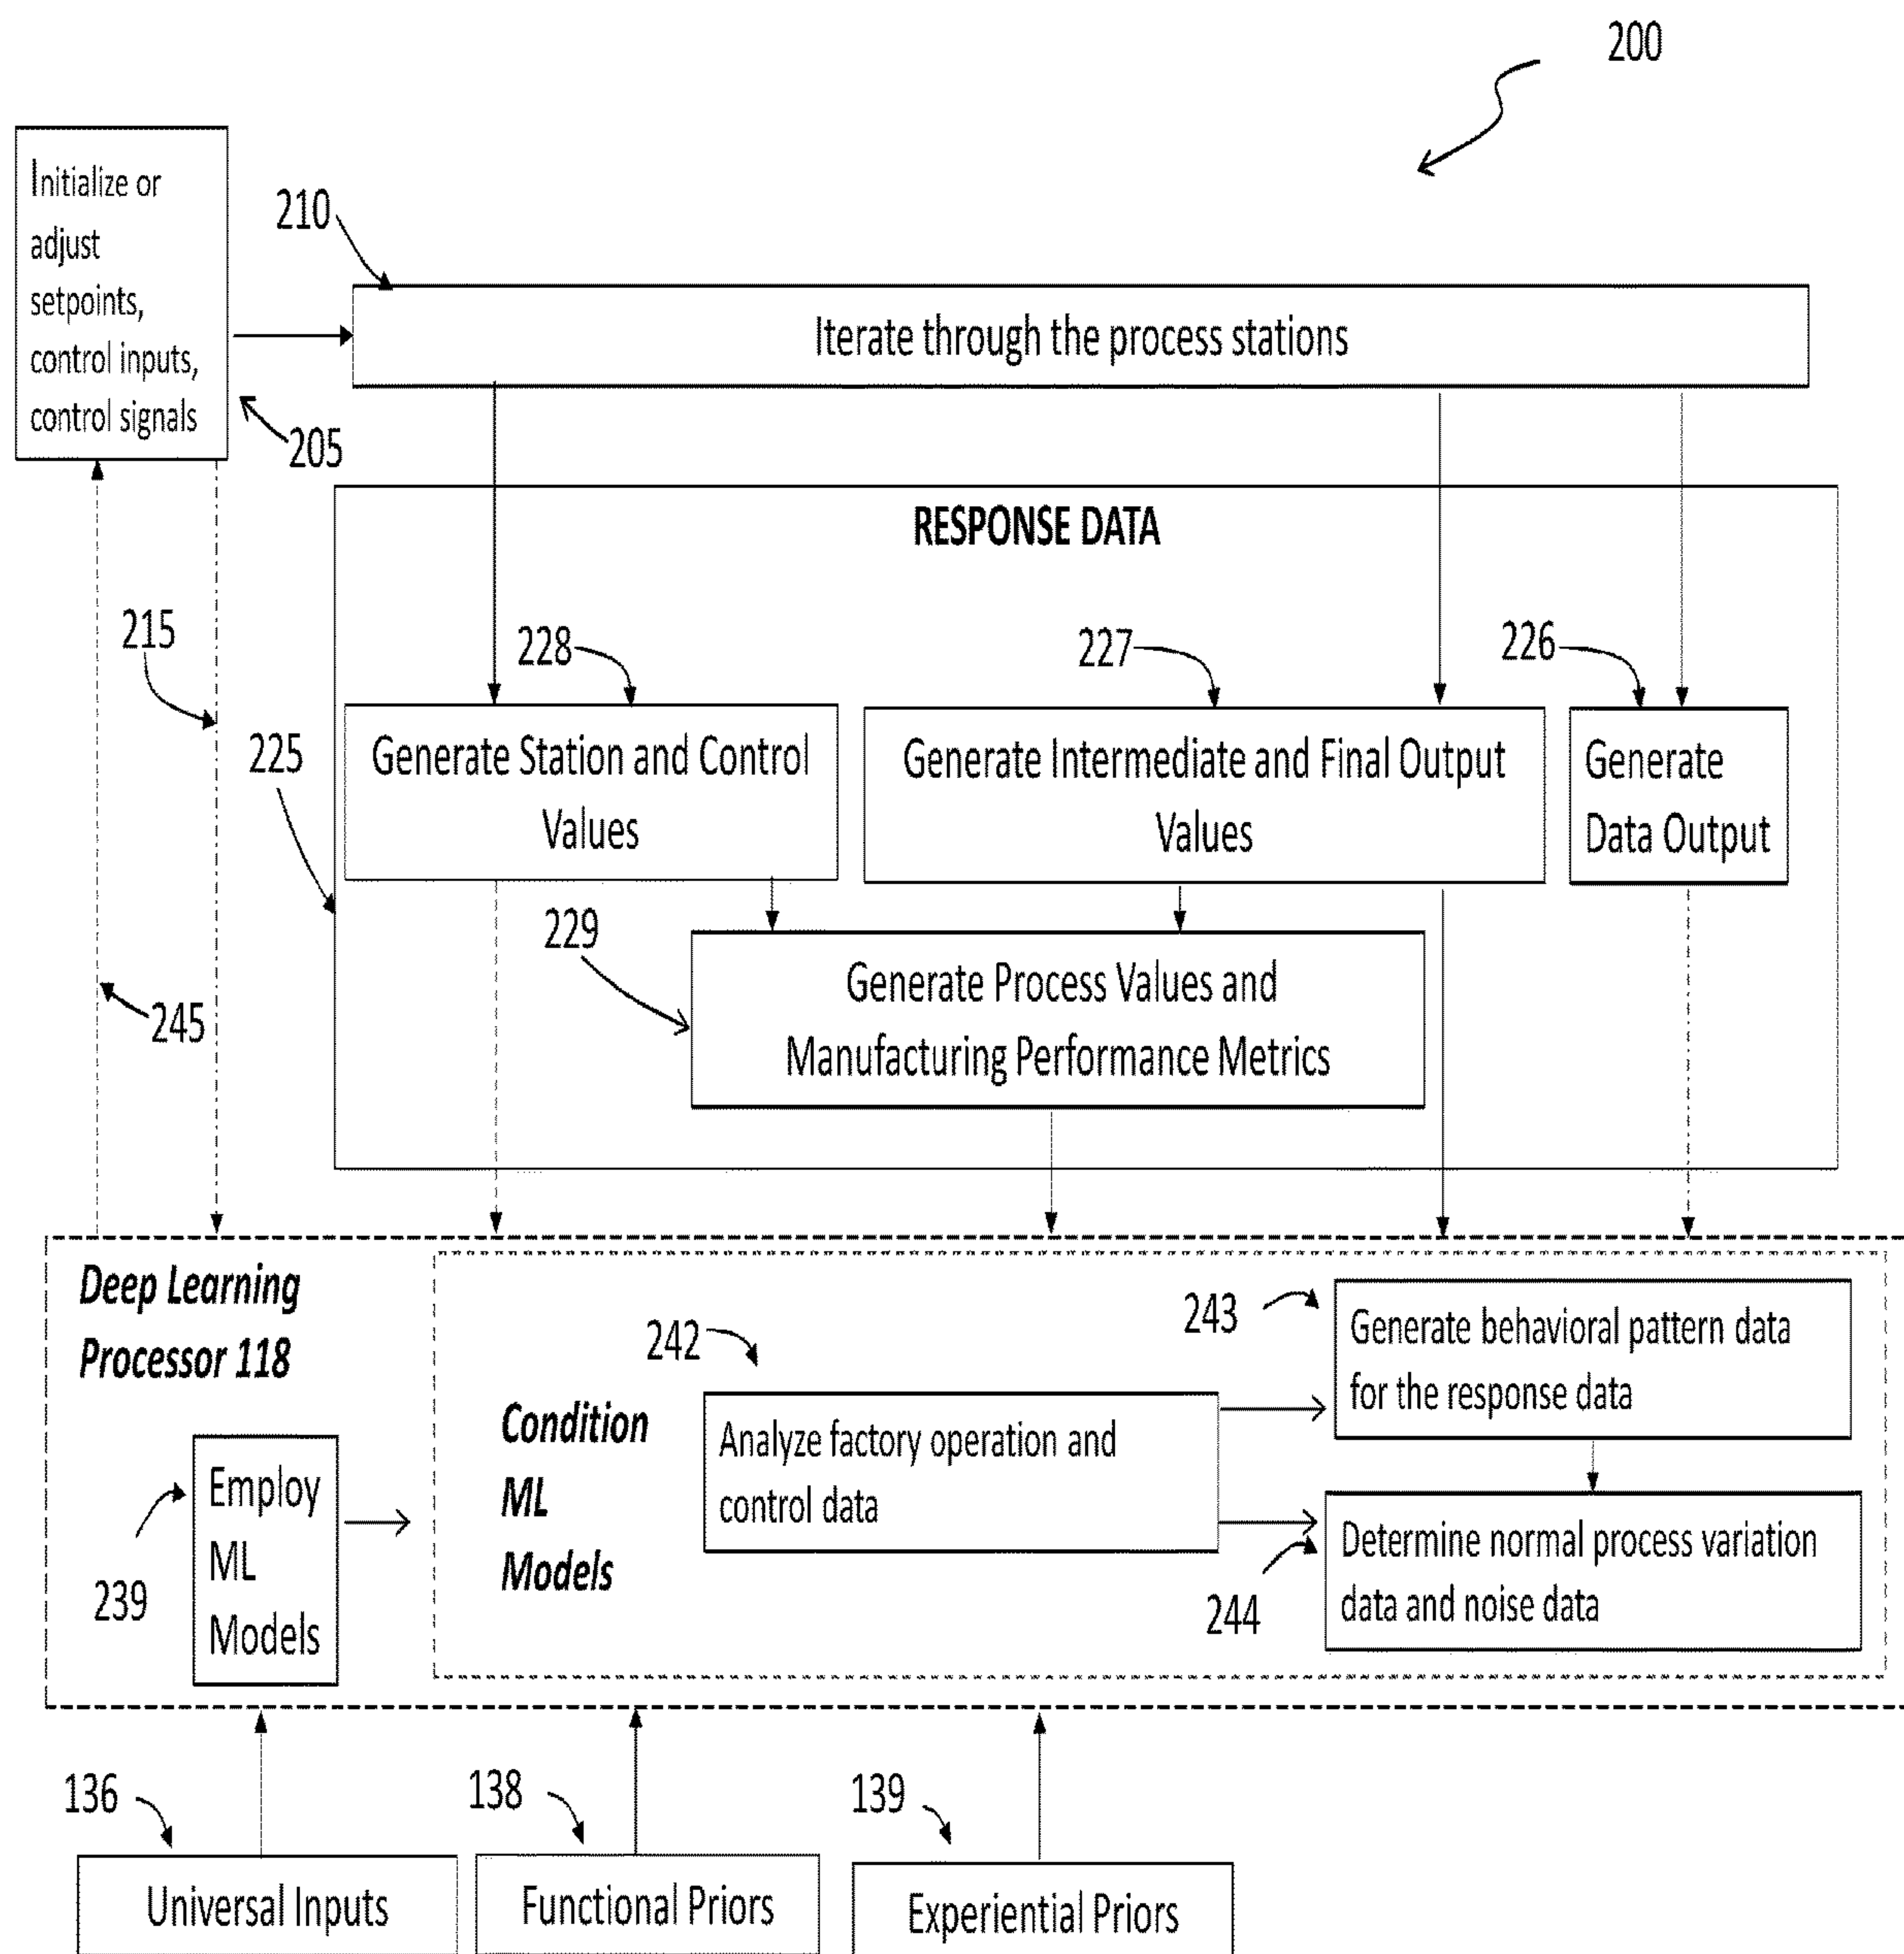 200
Initialize or
adjust
setpoints,
control inputs,
control signals
210
Iterate through the process stations
205
RESPONSE DATA
215
228
227
226
225
Generate Station and Control
Values
Generate Intermediate and Final Output
Values
Generate
Data Output
229
Generate Process Values and
Manufacturing Performance Metrics
245
Deep Learning
Processor 118
242
243
Generate behavioral pattern data
for the response data
Condition
ML
Models
Analyze factory operation and
control data
239
Employ
ML
Models
244
Determine normal process variation
data and noise data
136
138
139
Universal Inputs
Functional Priors
Experiential Priors